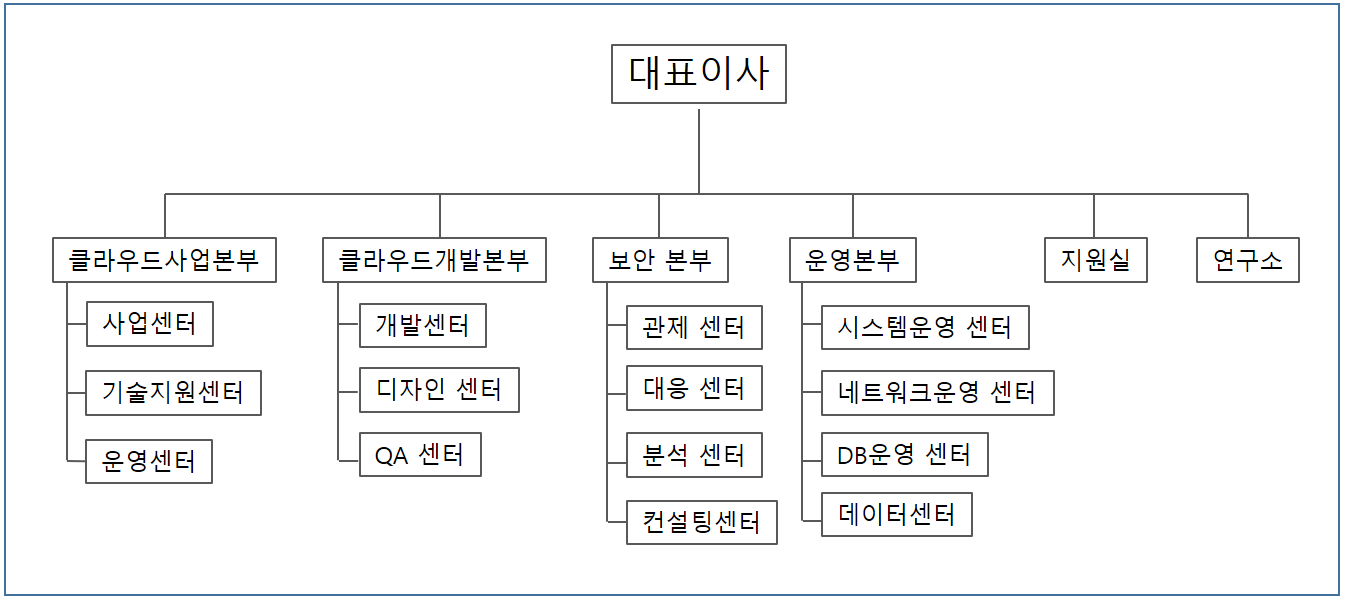 대표이사
클라우드사업본부
사업센터
기술지원센터
운영센터
클라우드개발본부
개발센터
디자인 센터
QA 센터
보안 본부
관제 센터
대응 센터
분석 센터
컨설팅센터
운영본부
시스템운영 센터
네트워크운영 센터
DB운영 센터
데이터센터
지원실
연구소